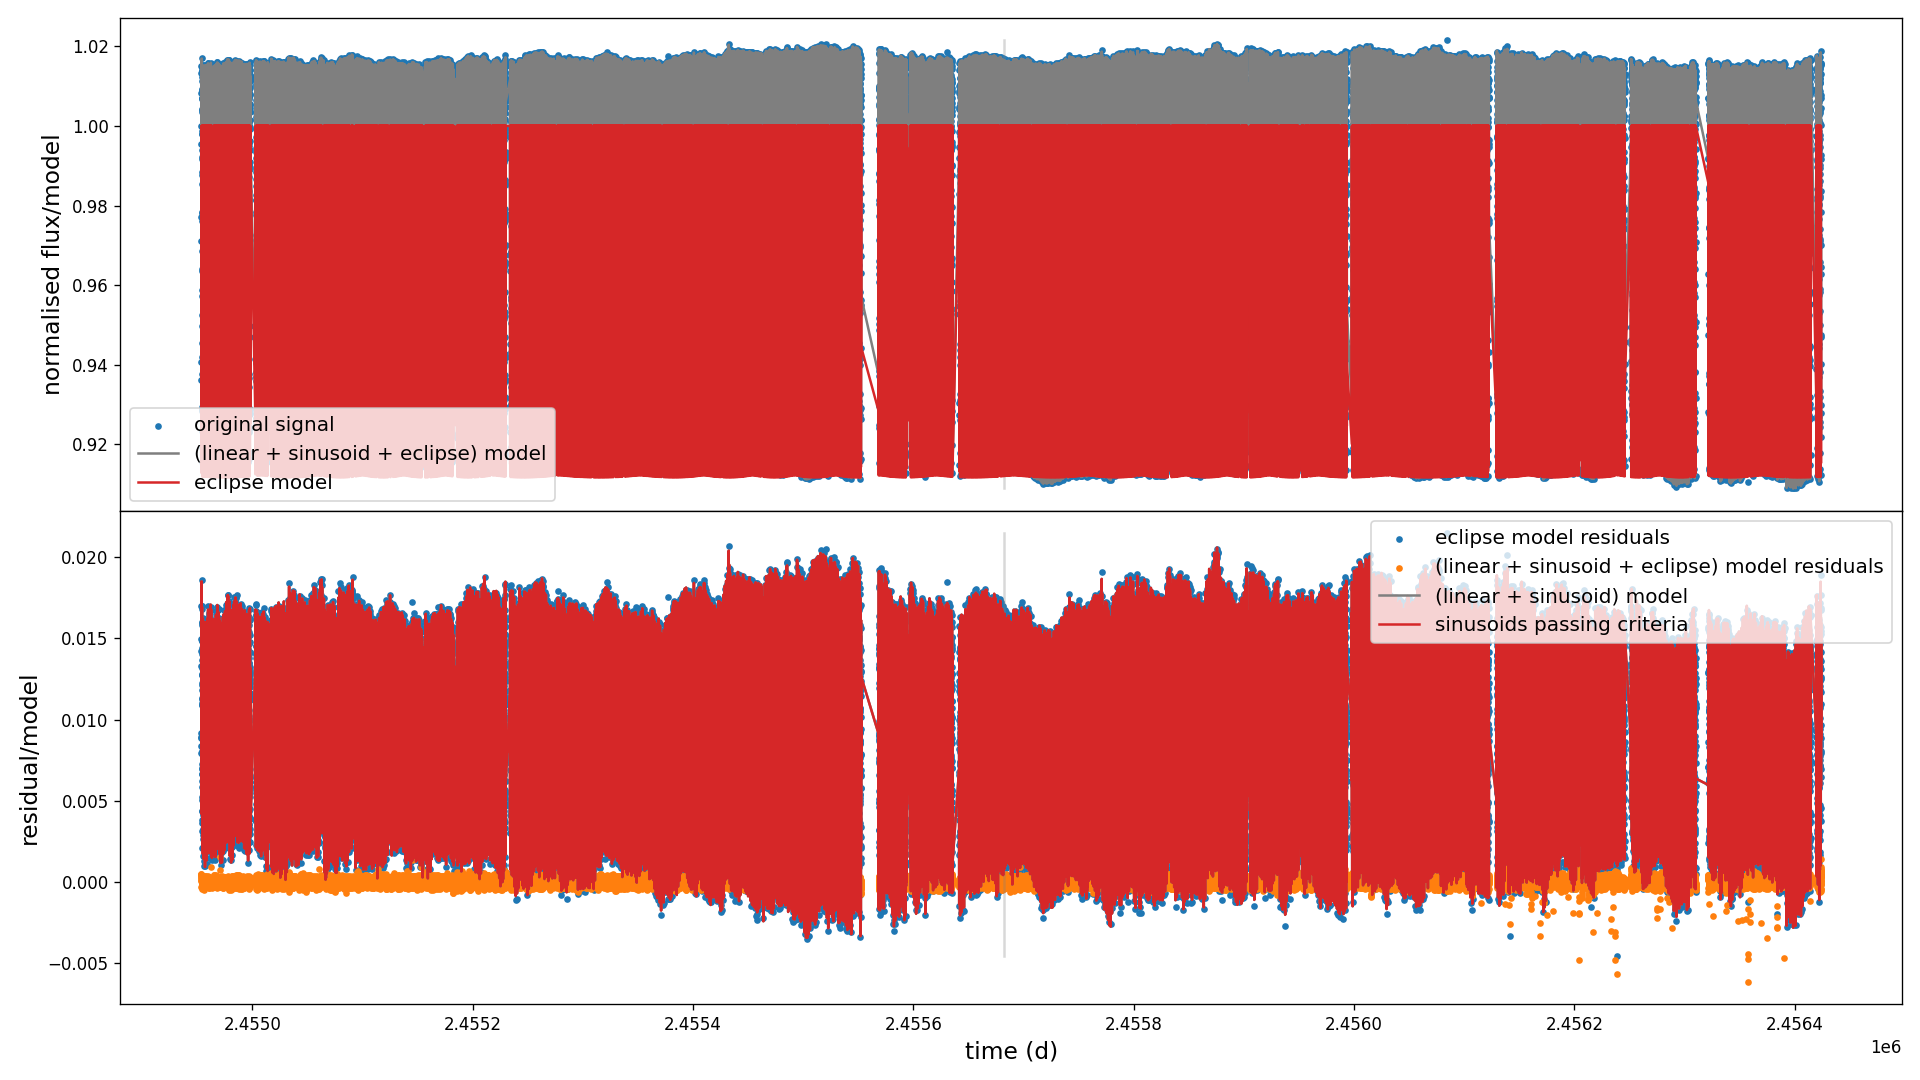 1.02
1.00
0.98
0.96
0.94
0.92
normalised flux/model
original signal
(linear + sinusoid + eclipse) model
eclipse model
0.020
0.015
0.010
0.005
0.000
−0.005
residual/model
eclipse model residuals
(linear + sinusoid + eclipse) model residuals
(linear + sinusoid) model
sinusoids passing criteria
2.4550
2.4552
2.4554
2.4556
2.4558
2.4560
2.4562
2.4564
1e6
time (d)